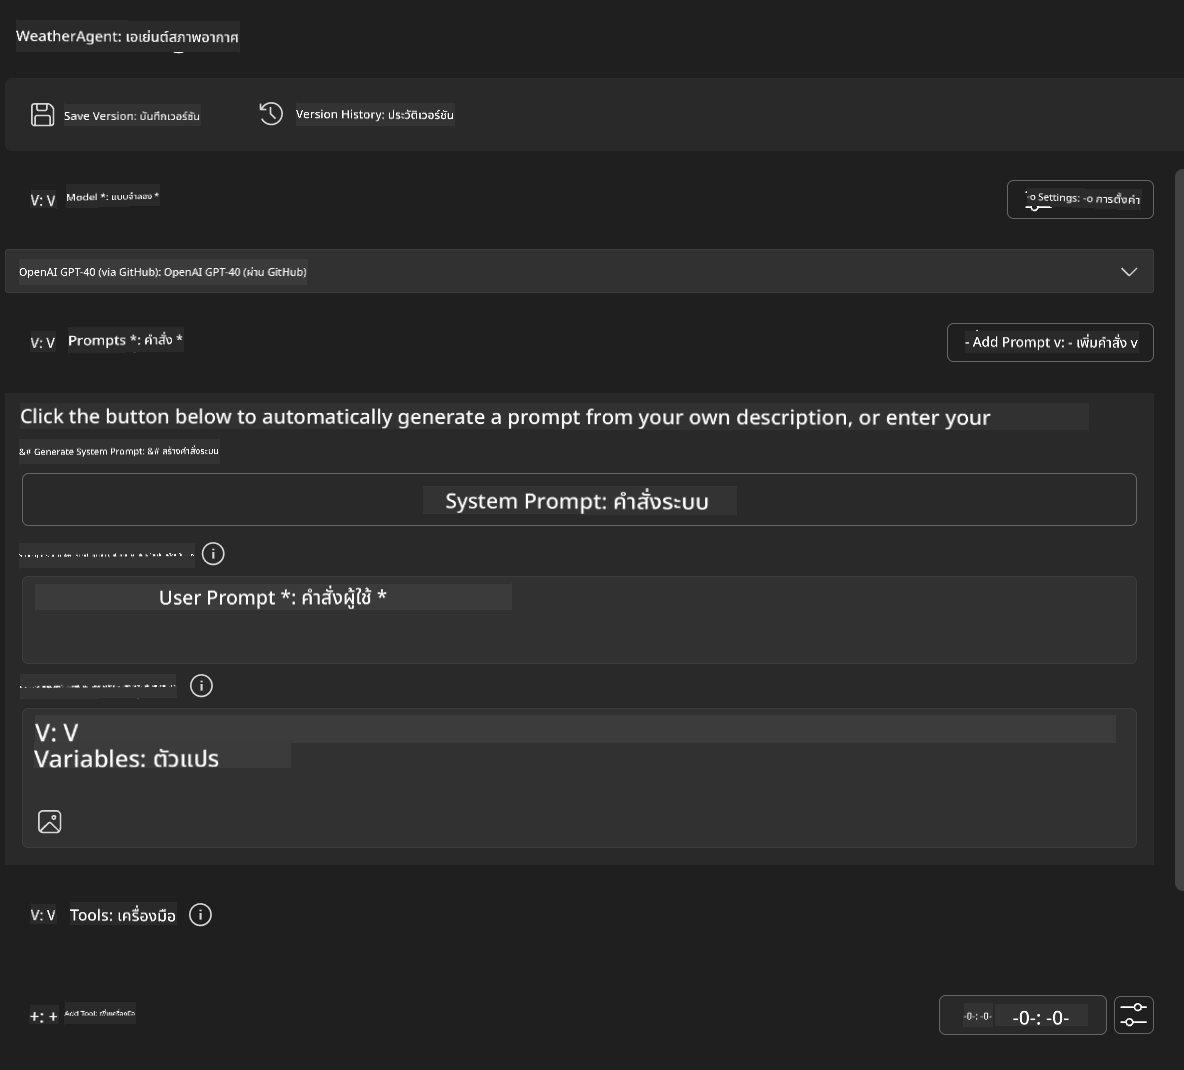 WeatherAgent: เอเย่นต์สภาพอากาศ
Save Version: บันทึกเวอร์ชัน
Version History: ประวัติเวอร์ชัน
V: V
Model *: แบบจำลอง *
-o Settings: -o การตั้งค่า
OpenAI GPT-40 (via GitHub): OpenAI GPT-40 (ผ่าน GitHub)
V: V
Prompts *: คำสั่ง *
- Add Prompt v: - เพิ่มคำสั่ง v
Click the button below to automatically generate a prompt from your own description, or enter your
&# Generate System Prompt: &# สร้างคำสั่งระบบ
System Prompt: คำสั่งระบบ
User Prompt *: คำสั่งผู้ใช้ *
V: V
Variables: ตัวแปร
V: V
Tools: เครื่องมือ
+: +
Add Tool: เพิ่มเครื่องมือ
-0-: -0-
-0-: -0-